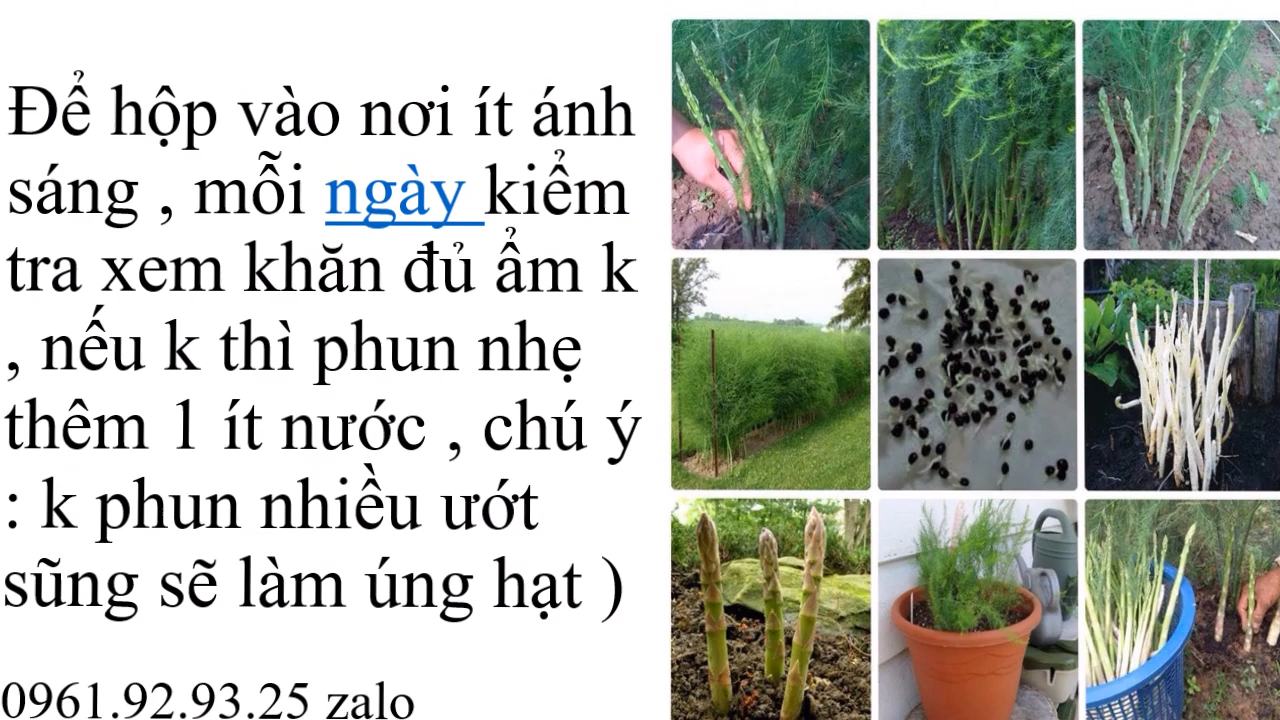 Để hộp vào nơi ít ánh
sáng , mỗi ngày kiểm
tra xem khăn đủ ẩm k
, nếu k thì phun nhẹ
thêm 1 ít nước , chú ý
: k phun nhiều ướt
sũng sẽ làm úng hạt )
0961.92.93.25 zalo